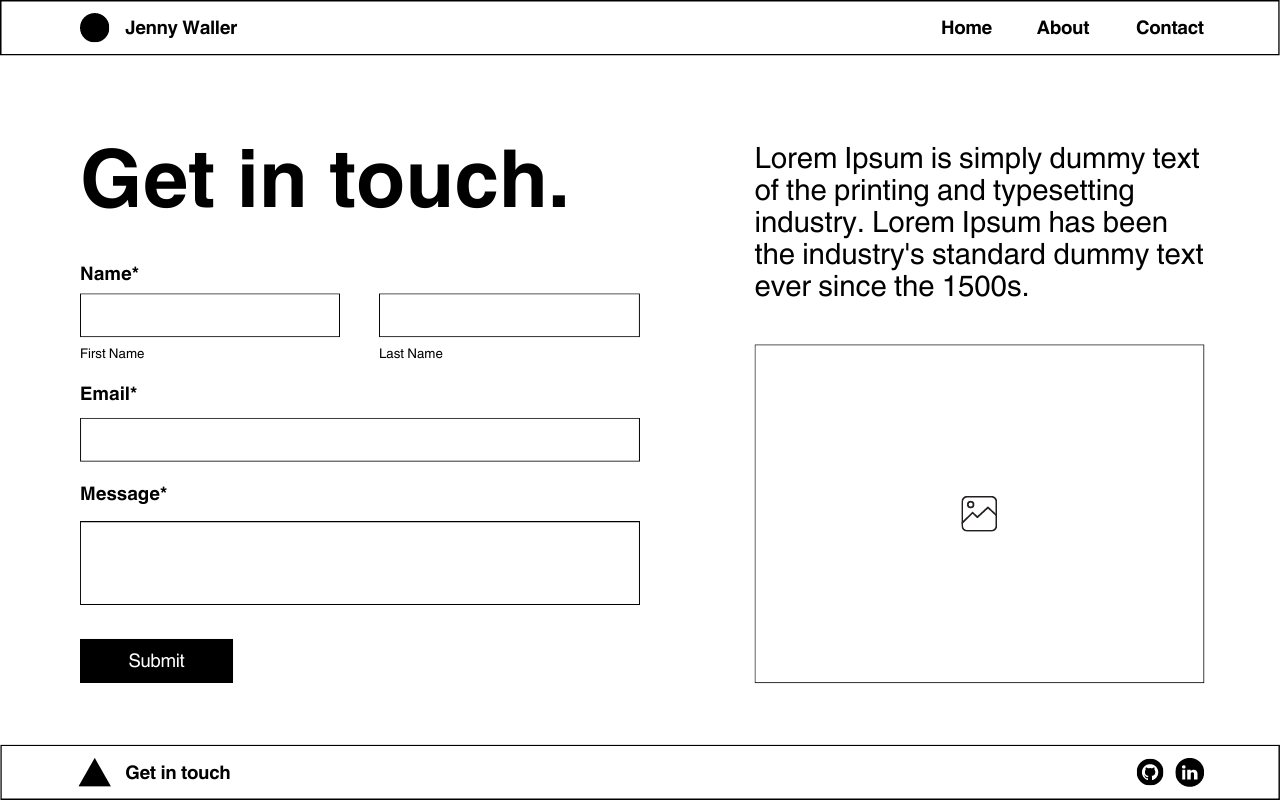 Jenny Waller
Home About Contact
Get in touch.
Name*
First Name
Last Name
Email*
Message*
Submit
Lorem Ipsum is simply dummy text
of the printing and typesetting
industry. Lorem Ipsum has been
the industry's standard dummy text
ever since the 1500s.
Get in touch
in